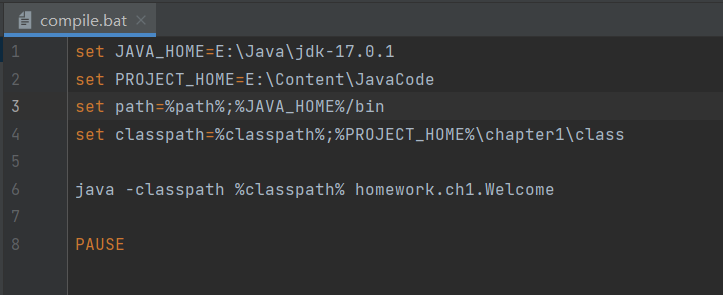 compile.bat
1 set JAVA_HOME=E:\Java\jdk-17.0.1
2 set PROJECT_HOME=E:\Content\JavaCode
3 set path=%path%;%JAVA_HOME%/bin
4 set classpath=%classpath%;%PROJECT_HOME%\chapter1\class
5
6 java -classpath %classpath% homework.ch1.Welcome
7
8 PAUSE